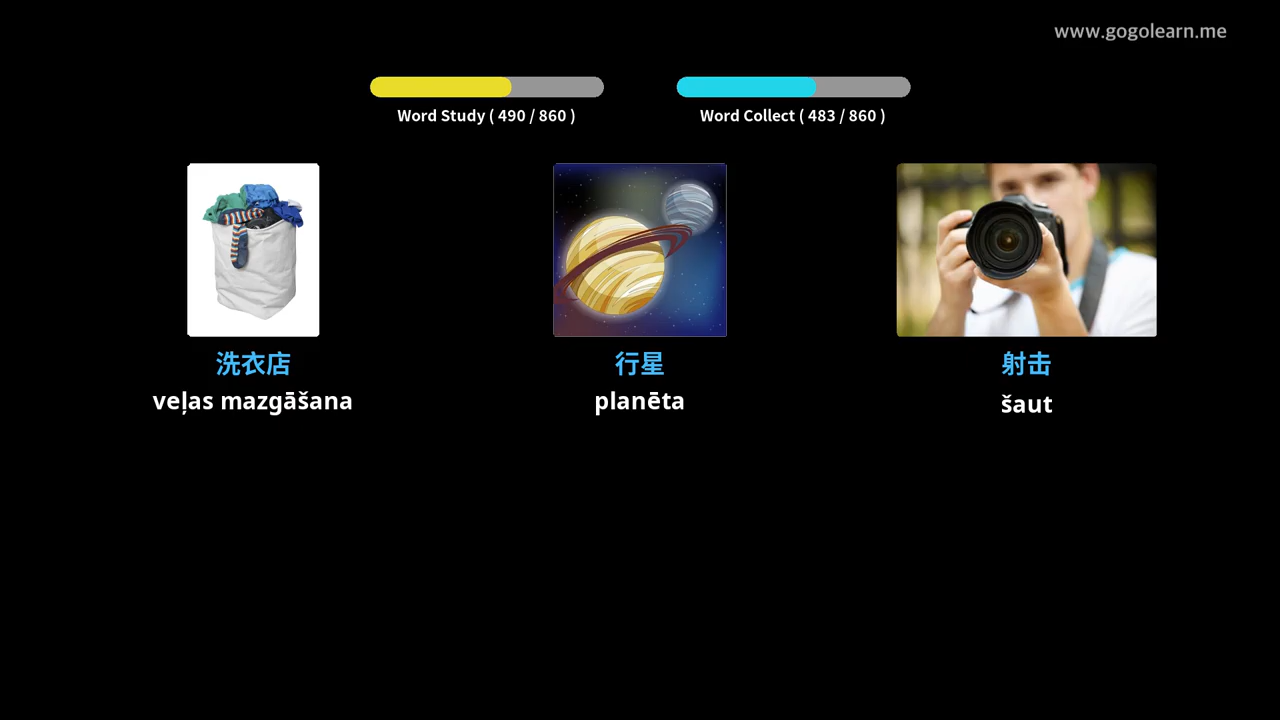 www.gogolearn.me
Word Study ( 490 / 860 )
Word Collect ( 483 / 860 )
洗衣店
veļas mazgāšana
行星
planēta
射击
šaut